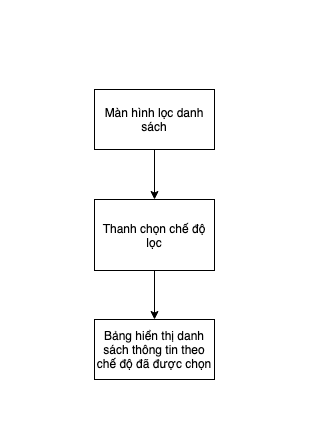 Màn hình lọc danh
sách
Thanh chọn chế độ
lọc
Bảng hiển thị danh
sách thông tin theo
chế độ đã được chọn